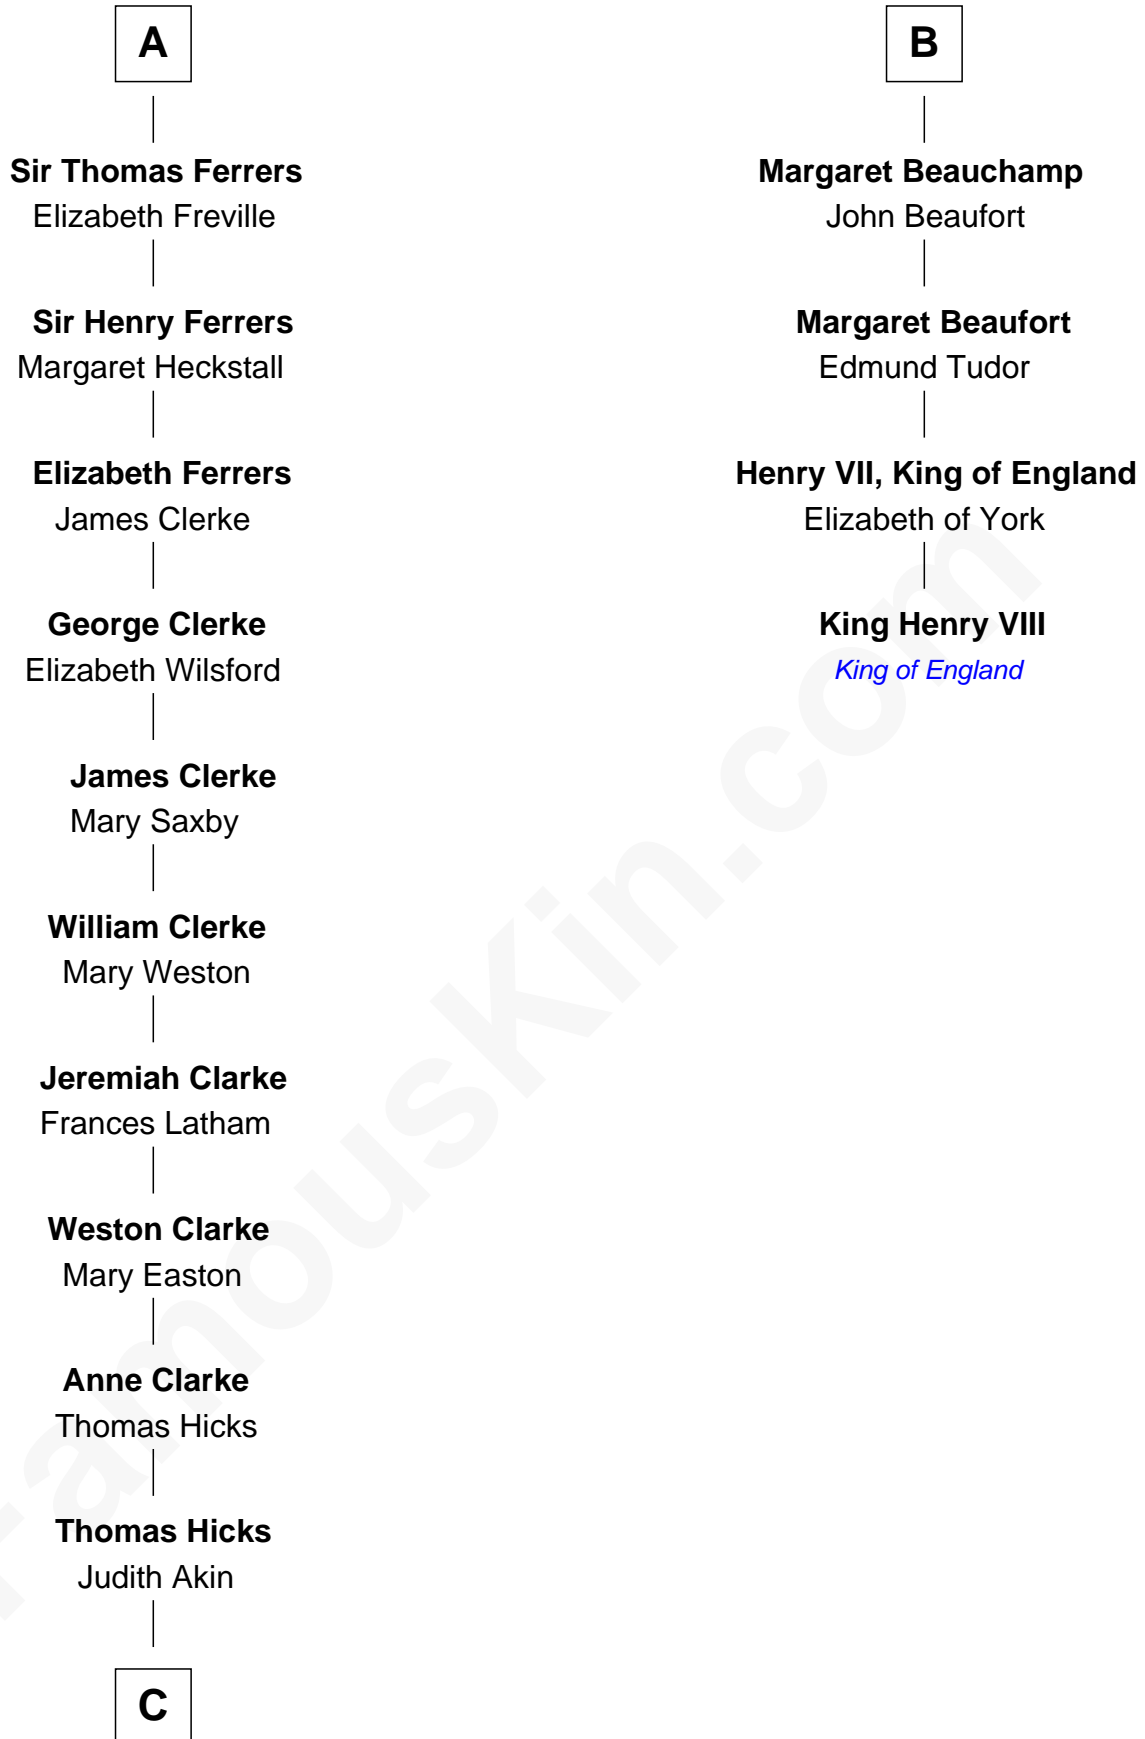 A
Sir Thomas Ferrers
Elizabeth Freville
Sir Henry Ferrers
Margaret Heckstall
Elizabeth Ferrers
James Clerke
George Clerke
Elizabeth Wilsford
James Clerke
Mary Saxby
William Clerke
Mary Weston
Jeremiah Clarke
Frances Latham
Weston Clarke
Mary Easton
Anne Clarke
Thomas Hicks
Thomas Hicks
Judith Akin
C
B
Margaret Beauchamp
John Beaufort
Margaret Beaufort
Edmund Tudor
Henry VII, King of England
Elizabeth of York
King Henry VIII
King of England
FamousKin.com